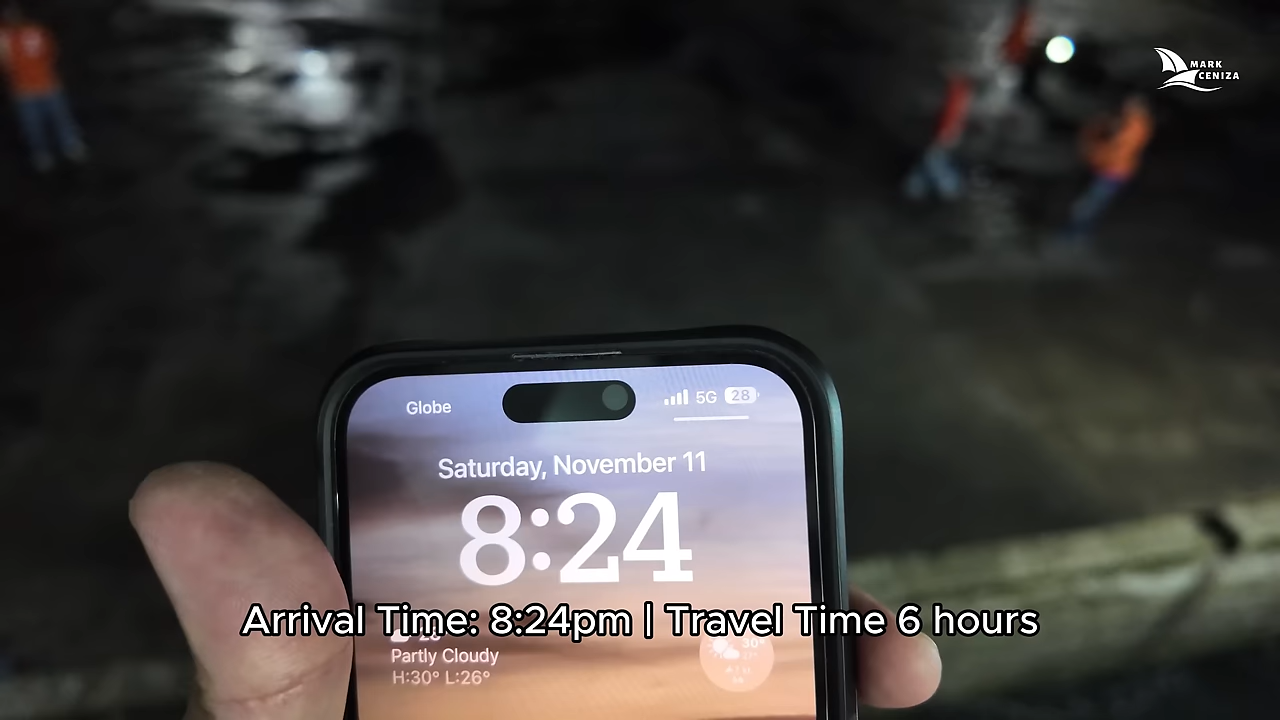 MARK
CENIZA
Globe
5G 28
Saturday, November 11
8:24
Arrival Time: 8:24pm | Travel Time 6 hours
30°
Partly Cloudy
H:30° L:26°